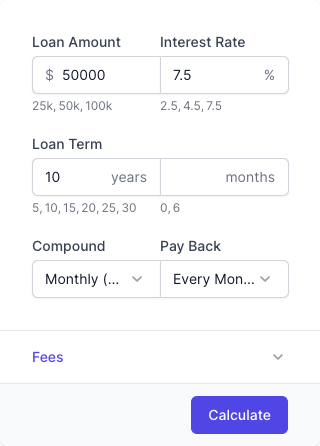 Loan Amount Interest Rate
$ 50000 7.5 %
25k, 50k, 100k 2.5, 4.5, 7.5
Loan Term
10 years months
5, 10, 15, 20, 25, 30 0, 6
Compound Pay Back
Monthly (... Every Mon...
Fees
Calculate